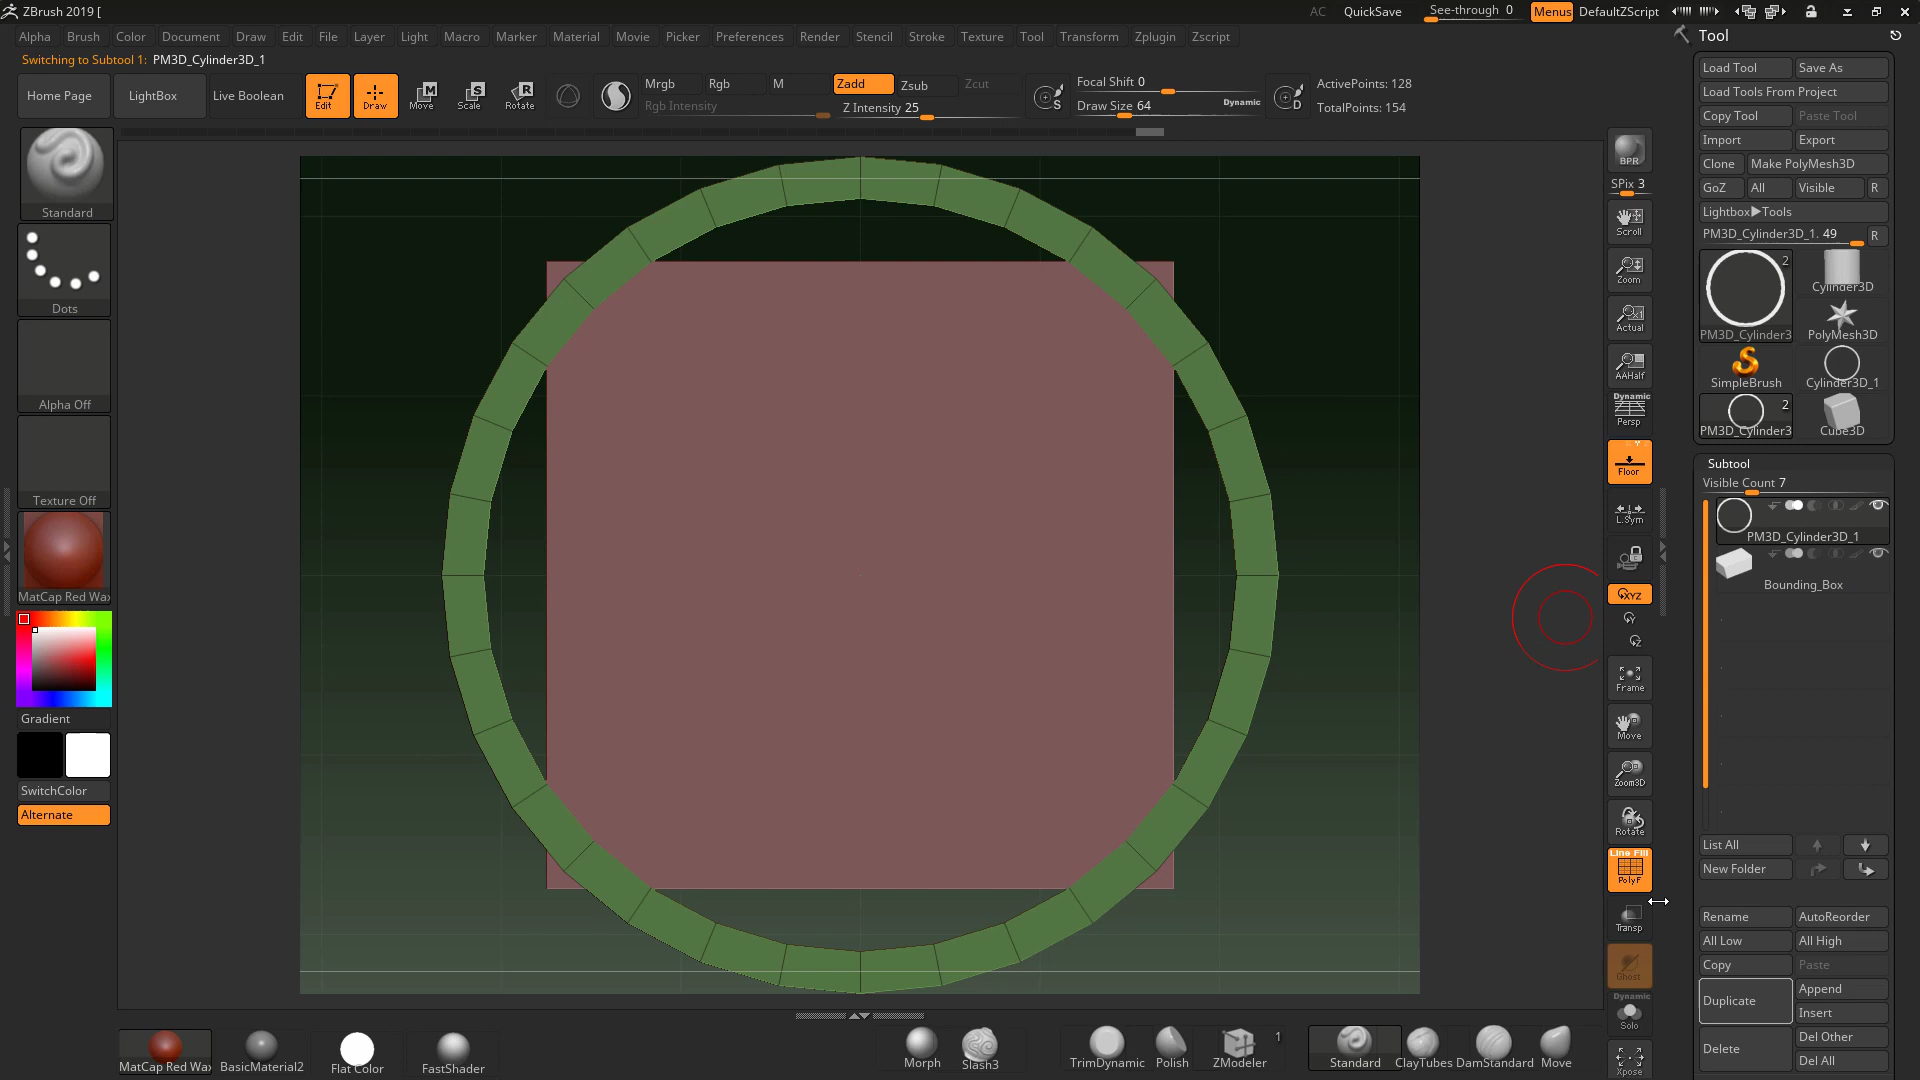 ZBrush 2019 [
AC QuickSave See-through 0 Menus DefaultZScript
Alpha Brush Color Document Draw Edit File Layer Light Macro Marker Material Movie Picker Preferences Render Stencil Stroke Texture Tool Transform Zplugin Zscript
Tool
Switching to Subtool 1: PM3D_Cylinder3D_1
Home Page LightBox Live Boolean Edit Draw Move Scale Rotate
Mrgb Rgb M Zadd Zsub Zcut
Rgb Intensity Z Intensity 25
Focal Shift 0
Draw Size 64 Dynamic
ActivePoints: 128
TotalPoints: 154
Standard
Dots
Alpha Off
Texture Off
MatCap Red Wax
Gradient
SwitchColor
Alternate
BPR
SPix 3
Scroll
Zoom
Actual
AAHalf
Dynamic
Persp
Floor
L.Sym
XYZ
Y
Z
Frame
Move
Zoom3D
Rotate
Line Fill
PolyF
Transp
Ghost
Dynamic
Solo
Xpose
Load Tool Save As
Load Tools From Project
Copy Tool Paste Tool
Import Export
Clone Make PolyMesh3D
GoZ All Visible R
Lightbox▶Tools
PM3D_Cylinder3D_1. 49 R
2
PM3D_Cylinder3 Cylinder3D
PolyMesh3D
SimpleBrush Cylinder3D_1
2
PM3D_Cylinder3 Cube3D
Subtool
Visible Count 7
PM3D_Cylinder3D_1
Bounding_Box
List All
New Folder
Rename AutoReorder
All Low All High
Copy Paste
Duplicate Append
Insert
Delete Del Other
Del All
MatCap Red Wax BasicMaterial2 Flat Color FastShader Morph Slash3 TrimDynamic Polish ZModeler 1 Standard ClayTubes DamStandard Move